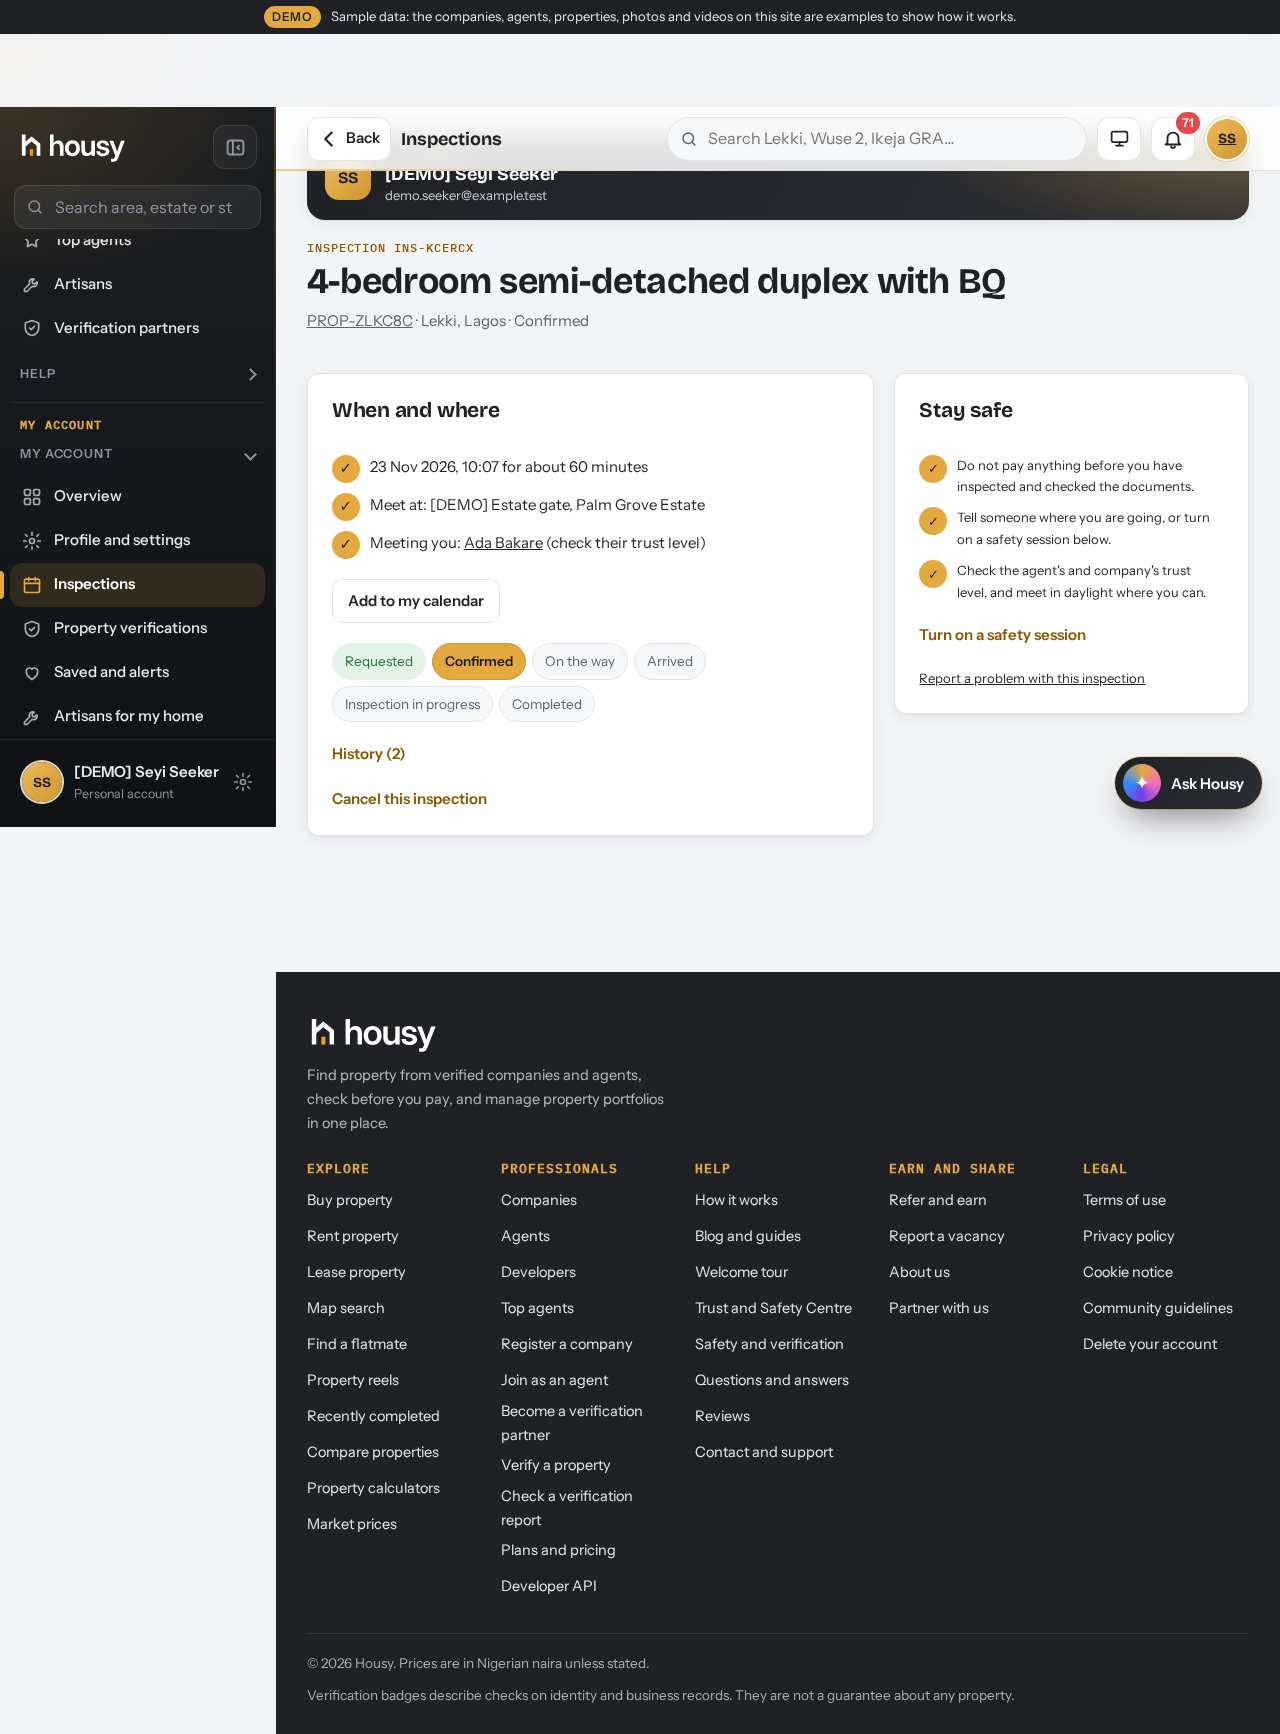 DEMO Sample data: the companies, agents, properties, photos and videos on this site are examples to show how it works.
housy
Search area, estate or st
Top agents
Artisans
Verification partners
HELP
MY ACCOUNT
MY ACCOUNT
Overview
Profile and settings
Inspections
Property verifications
Saved and alerts
Artisans for my home
SS
[DEMO] Seyi Seeker
Personal account
Back
Inspections
Search Lekki, Wuse 2, Ikeja GRA...
71
SS
SS
[DEMO] Seyi Seeker
demo.seeker@example.test
INSPECTION INS-KCERCX
4-bedroom semi-detached duplex with BQ
PROP-ZLKC8C · Lekki, Lagos · Confirmed
When and where
✓ 23 Nov 2026, 10:07 for about 60 minutes
✓ Meet at: [DEMO] Estate gate, Palm Grove Estate
✓ Meeting you: Ada Bakare (check their trust level)
Add to my calendar
Requested Confirmed On the way Arrived
Inspection in progress Completed
History (2)
Cancel this inspection
Stay safe
✓ Do not pay anything before you have
inspected and checked the documents.
✓ Tell someone where you are going, or turn
on a safety session below.
✓ Check the agent's and company's trust
level, and meet in daylight where you can.
Turn on a safety session
Report a problem with this inspection
Ask Housy
housy
Find property from verified companies and agents,
check before you pay, and manage property portfolios
in one place.
EXPLORE
Buy property
Rent property
Lease property
Map search
Find a flatmate
Property reels
Recently completed
Compare properties
Property calculators
Market prices
PROFESSIONALS
Companies
Agents
Developers
Top agents
Register a company
Join as an agent
Become a verification
partner
Verify a property
Check a verification
report
Plans and pricing
Developer API
HELP
How it works
Blog and guides
Welcome tour
Trust and Safety Centre
Safety and verification
Questions and answers
Reviews
Contact and support
EARN AND SHARE
Refer and earn
Report a vacancy
About us
Partner with us
LEGAL
Terms of use
Privacy policy
Cookie notice
Community guidelines
Delete your account
© 2026 Housy. Prices are in Nigerian naira unless stated.
Verification badges describe checks on identity and business records. They are not a guarantee about any property.